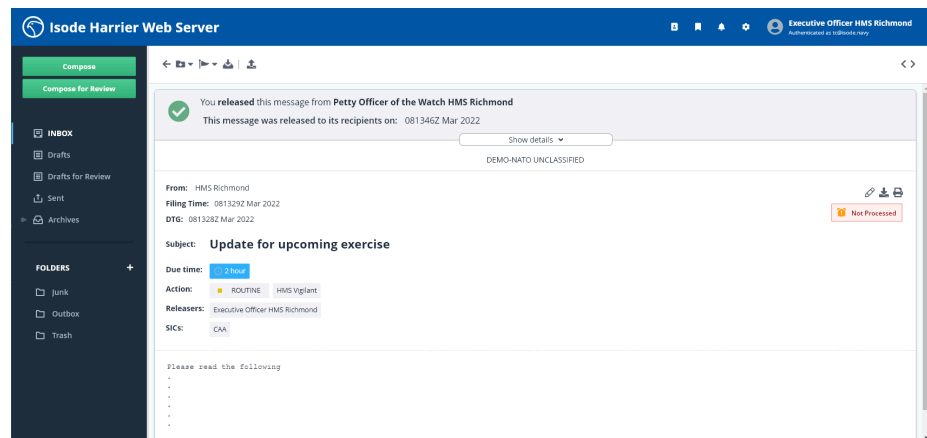 Isode Harrier Web Server
Executive Officer HMS Richmond
Authenticated as tc@isode.navy
Compose
Compose for Review
INBOX
Drafts
Drafts for Review
Sent
Archives
FOLDERS +
Junk
Outbox
Trash
You released this message from Petty Officer of the Watch HMS Richmond
This message was released to its recipients on: 081346Z Mar 2022
Show details
DEMO-NATO UNCLASSIFIED
From: HMS Richmond
Filing Time: 081329Z Mar 2022
DTG: 081328Z Mar 2022
Not Processed
Subject: Update for upcoming exercise
Due time: 2 hour
Action: ROUTINE HMS Vigilant
Releasers: Executive Officer HMS Richmond
SICs: CAA
Please read the following
.
.
.
.
.
.